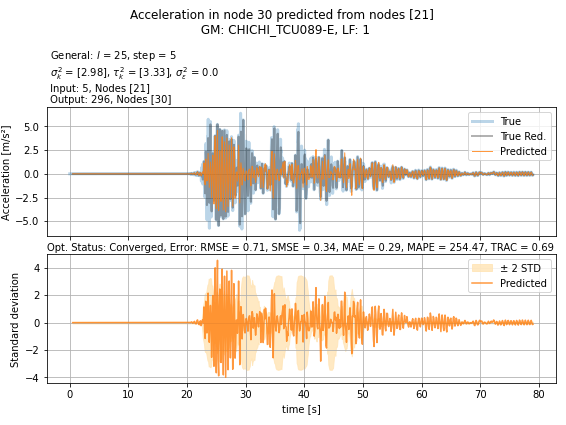 Acceleration in node 30 predicted from nodes [21]
GM: CHICHI_TCU089-E, LF: 1
General: l = 25, step = 5
σ²ₖ = [2.98], τ²ₖ = [3.33], σ²ε = 0.0
Input: 5, Nodes [21]
Output: 296, Nodes [30]
Acceleration [m/s²]
5.0
2.5
0.0
−2.5
−5.0
True
True Red.
Predicted
Opt. Status: Converged, Error: RMSE = 0.71, SMSE = 0.34, MAE = 0.29, MAPE = 254.47, TRAC = 0.69
Standard deviation
4
2
0
−2
−4
± 2 STD
Predicted
0 10 20 30 40 50 60 70 80
time [s]